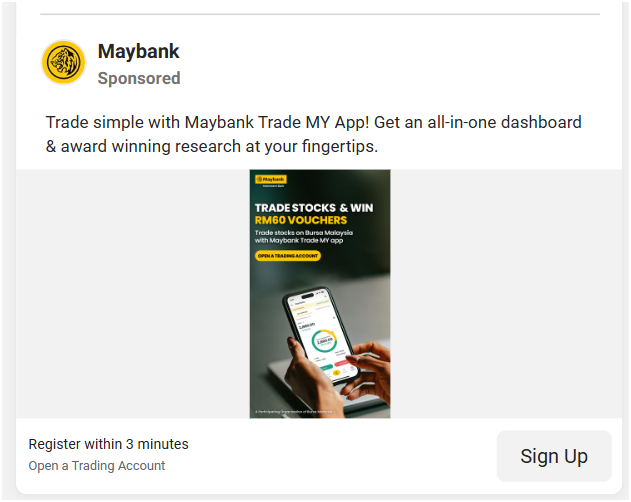 Maybank
Sponsored
Trade simple with Maybank Trade MY App! Get an all-in-one dashboard
& award winning research at your fingertips.
Maybank
TRADE STOCKS & WIN
RM60 VOUCHERS
Trade stocks on Bursa Malaysia
with Maybank Trade MY app
OPEN A TRADING ACCOUNT
Register within 3 minutes
Open a Trading Account
Sign Up